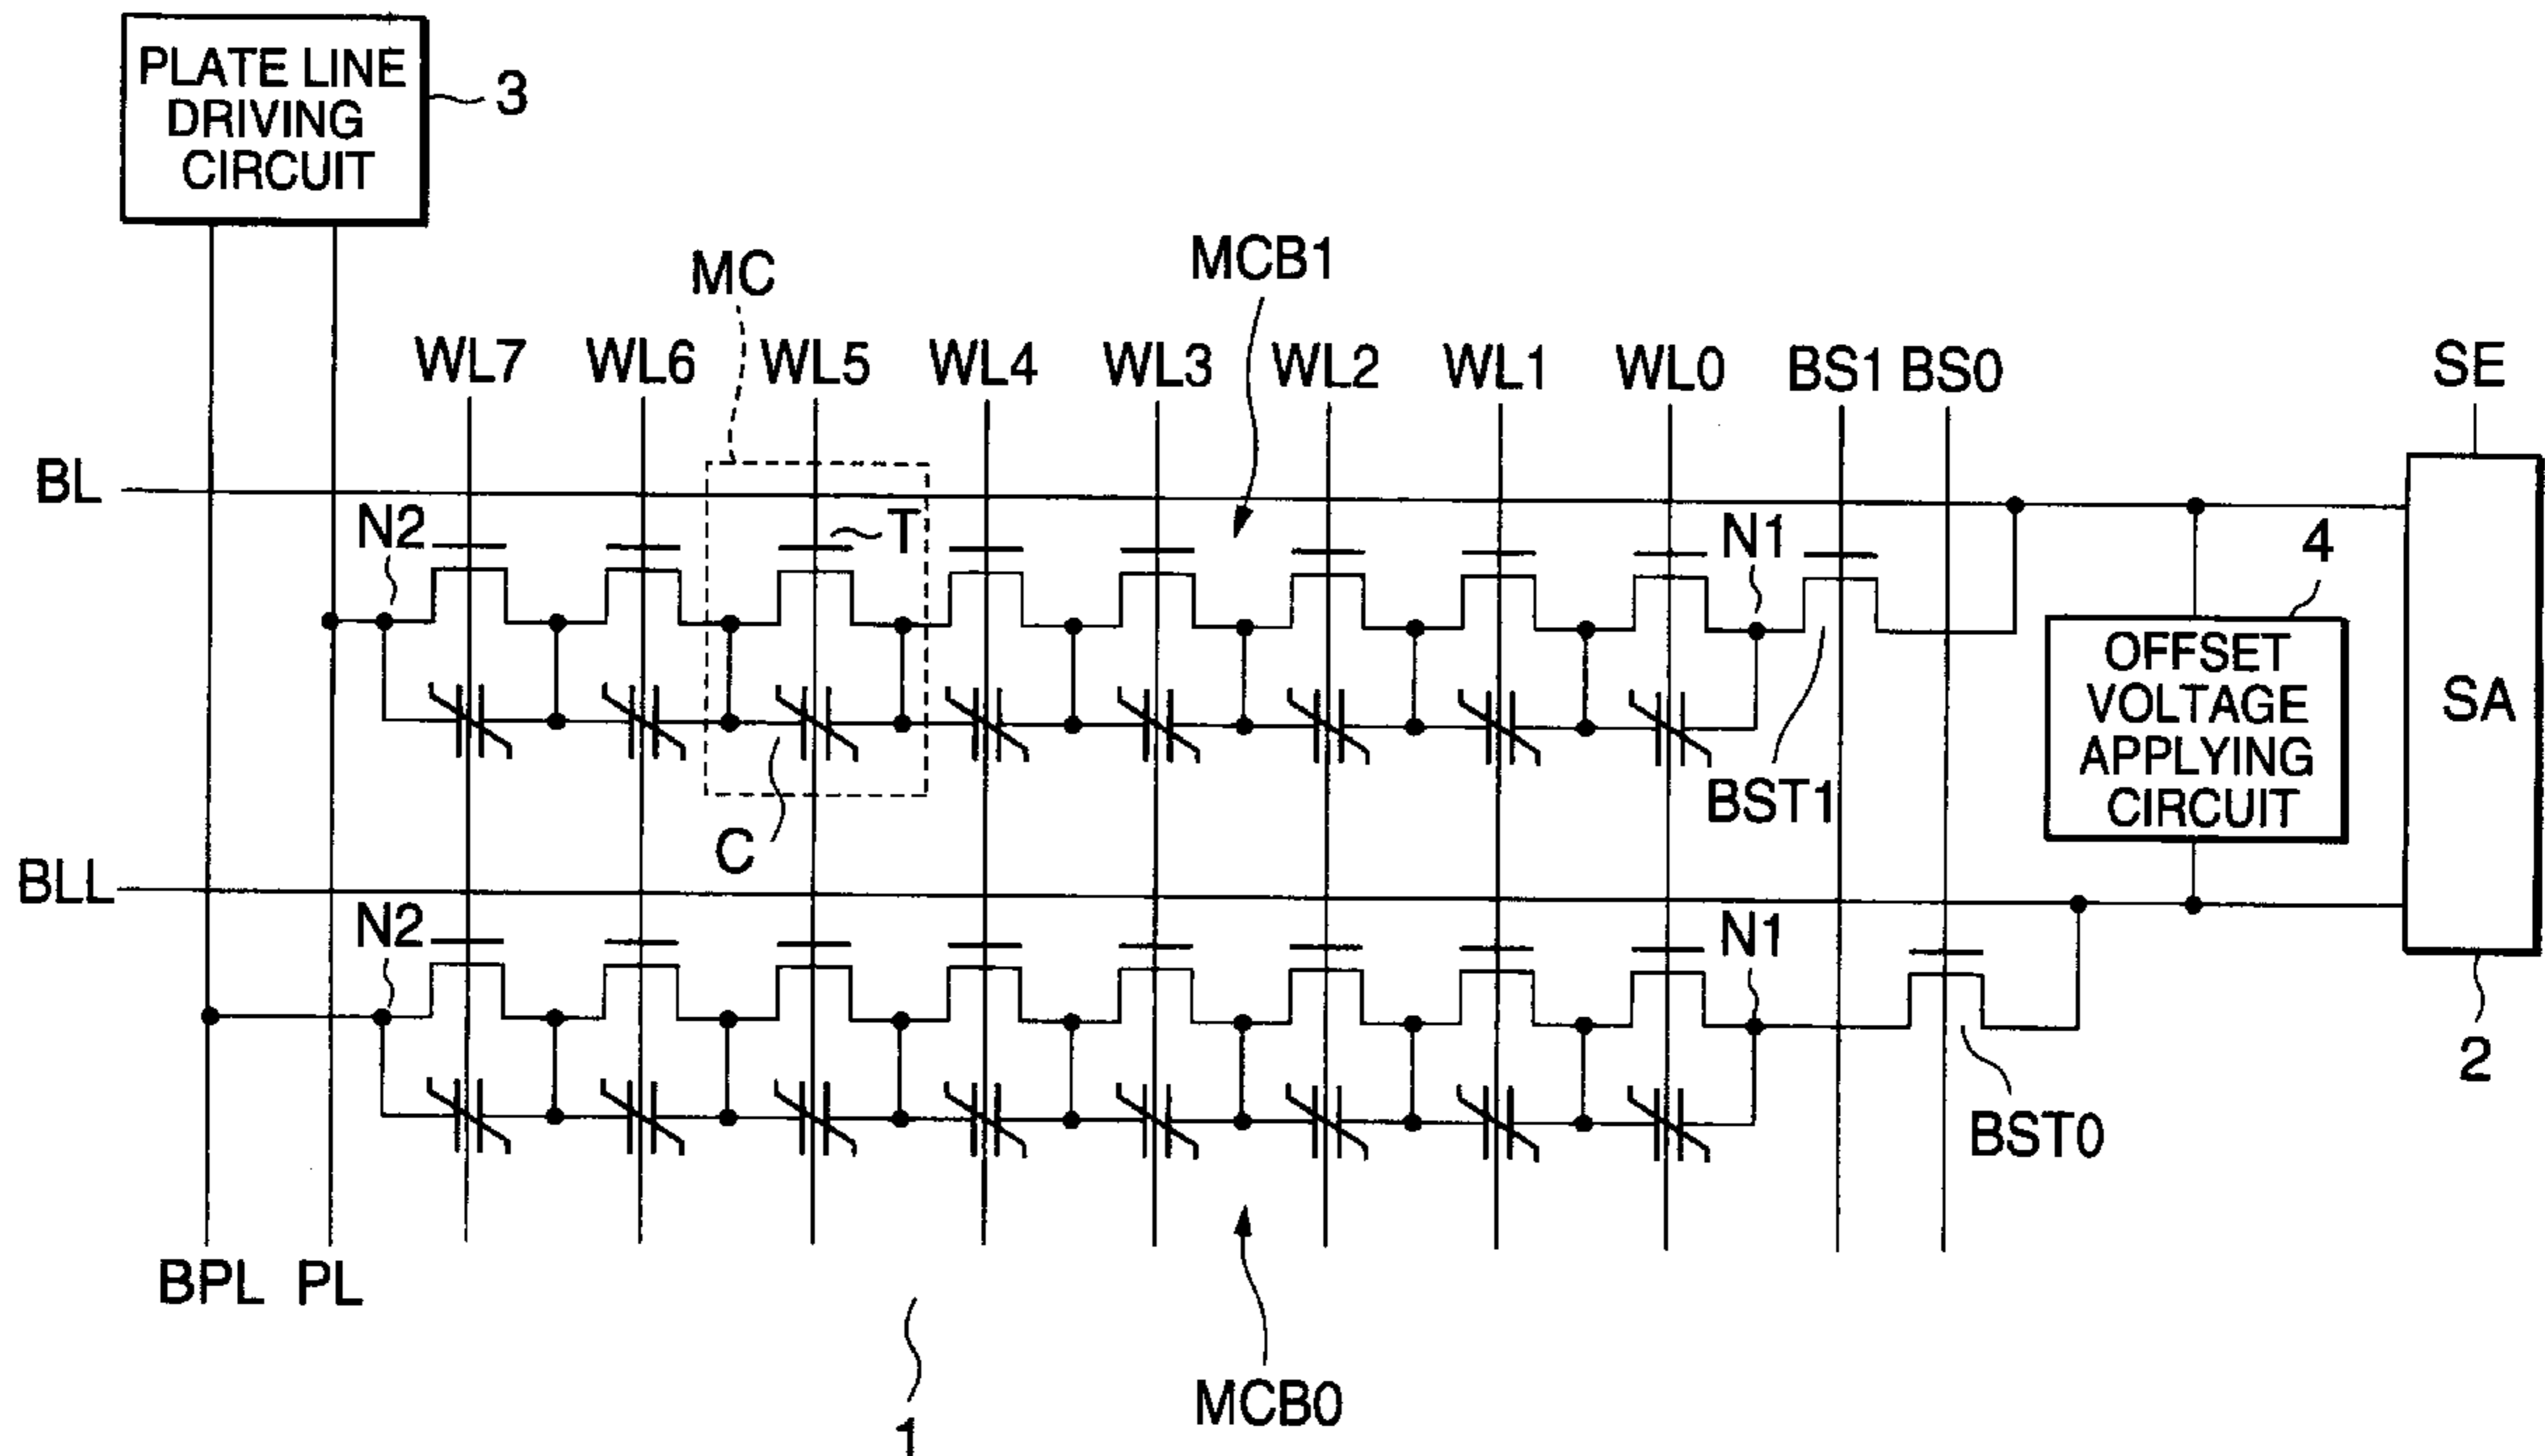 PLATE LINE
DRIVING
CIRCUIT
3
MC
MCB1
WL7 WL6 WL5 WL4 WL3 WL2 WL1 WL0 BS1 BS0 SE
BL
N2
T
N1
4
OFFSET
VOLTAGE
APPLYING
CIRCUIT
SA
BST1
C
BLL
N2
N1
2
BST0
BPL PL
MCB0
1